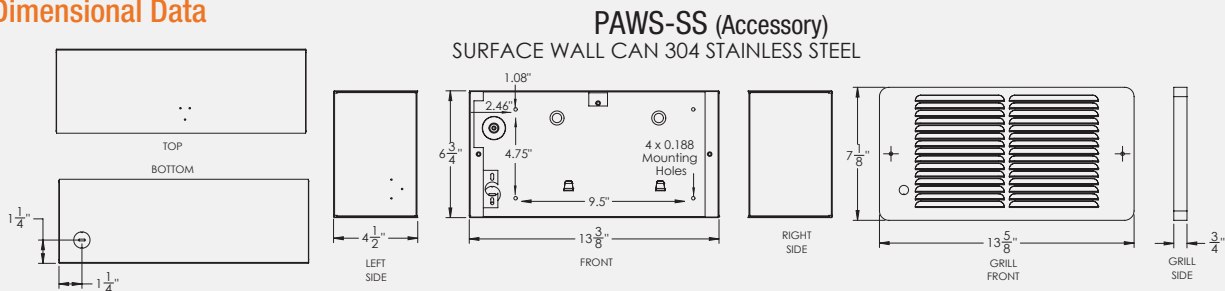 Dimensional Data
PAWS-SS (Accessory)
SURFACE WALL CAN 304 STAINLESS STEEL
TOP
BOTTOM
1 1/4"
1 1/4"
4 1/2"
LEFT
SIDE
1.08"
2.46"
6 3/4"
4.75"
4 x 0.188
Mounting
Holes
9.5"
13 3/8"
FRONT
RIGHT
SIDE
7 1/8"
13 5/8"
GRILL
FRONT
3/4"
GRILL
SIDE